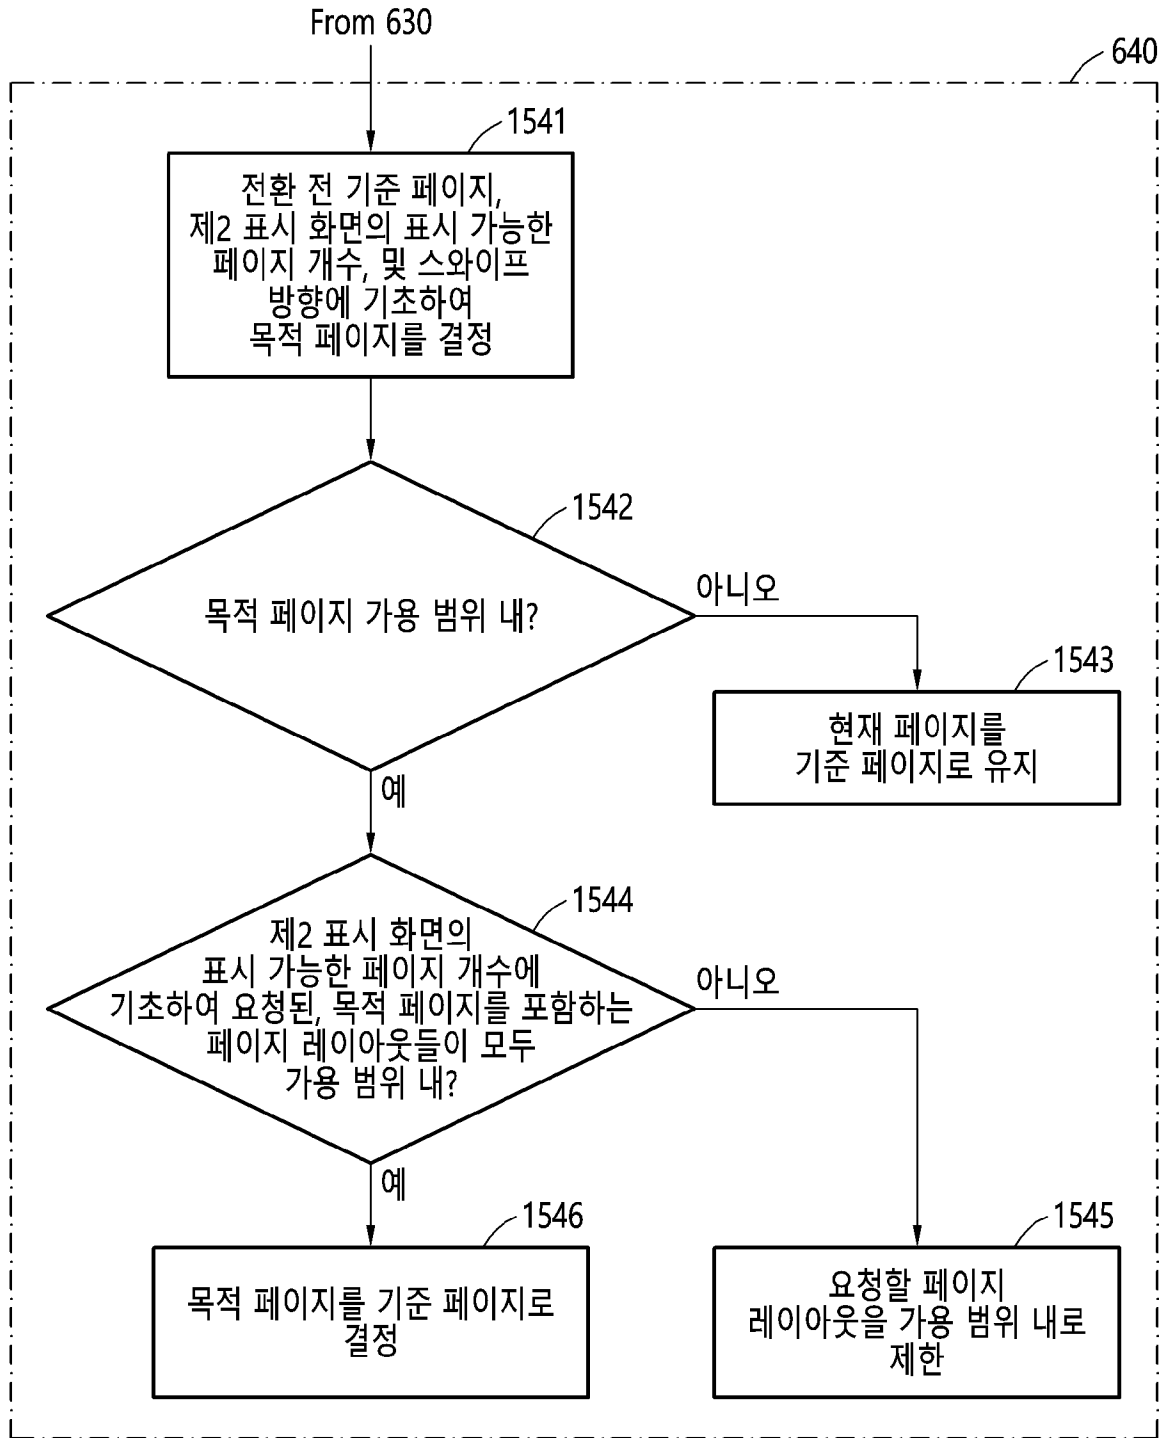 From 630
640
1541
전환 전 기준 페이지,
제2 표시 화면의 표시 가능한
페이지 개수, 및 스와이프
방향에 기초하여
목적 페이지를 결정
1542
목적 페이지 가용 범위 내?
아니오
1543
현재 페이지를
기준 페이지로 유지
예
1544
제2 표시 화면의
표시 가능한 페이지 개수에
기초하여 요청된, 목적 페이지를 포함하는
페이지 레이아웃들이 모두
가용 범위 내?
아니오
예
1546
목적 페이지를 기준 페이지로
결정
1545
요청할 페이지
레이아웃을 가용 범위 내로
제한